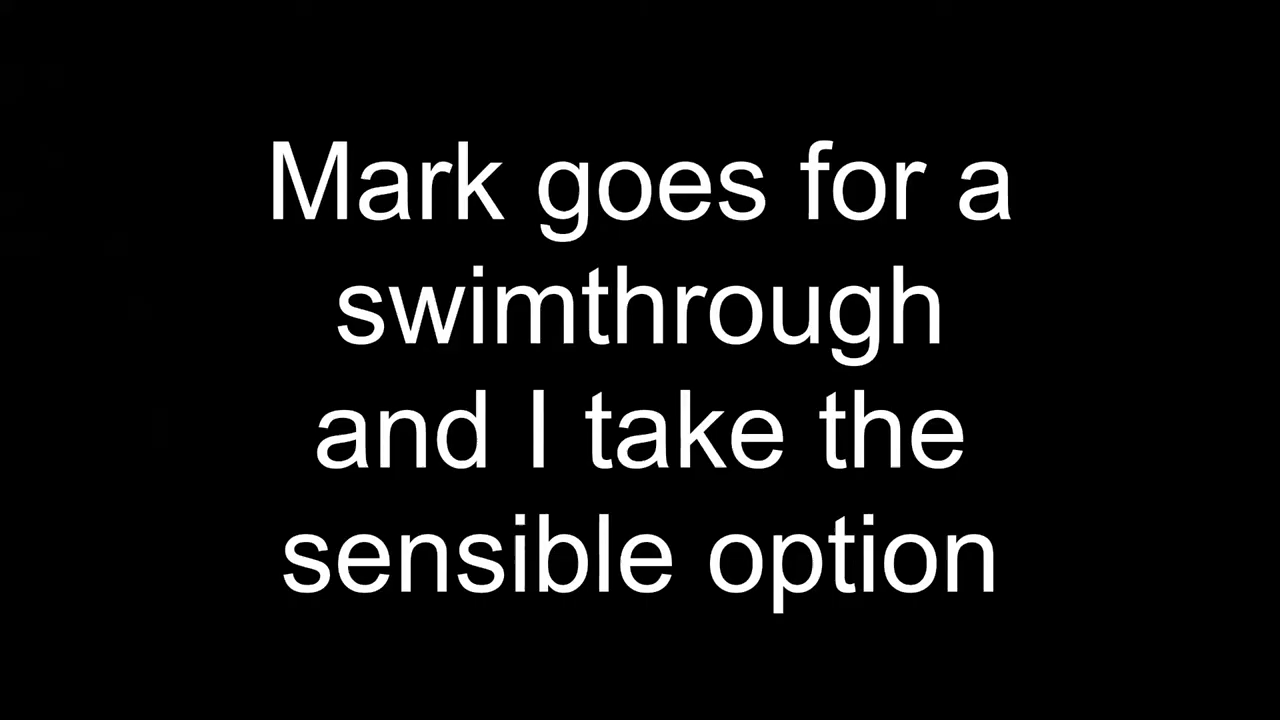 Mark goes for a
swimthrough
and I take the
sensible option